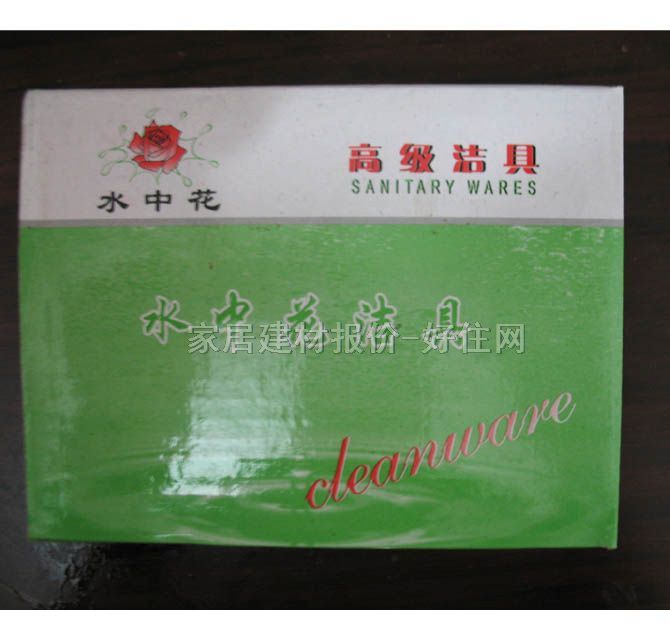 水中花
高级洁具
SANITARY WARES
水中花洁具
家居建材报价-好住网
cleanware